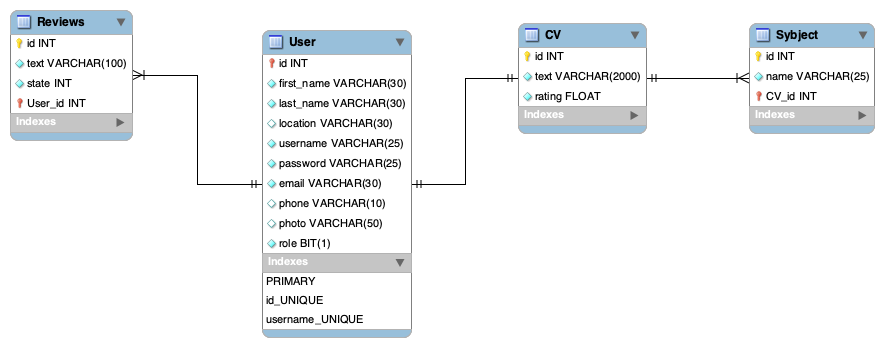 Reviews
id INT
text VARCHAR(100)
state INT
User_id INT
Indexes
User
id INT
first_name VARCHAR(30)
last_name VARCHAR(30)
location VARCHAR(30)
username VARCHAR(25)
password VARCHAR(25)
email VARCHAR(30)
phone VARCHAR(10)
photo VARCHAR(50)
role BIT(1)
Indexes
PRIMARY
id_UNIQUE
username_UNIQUE
CV
id INT
text VARCHAR(2000)
rating FLOAT
Indexes
Sybject
id INT
name VARCHAR(25)
CV_id INT
Indexes